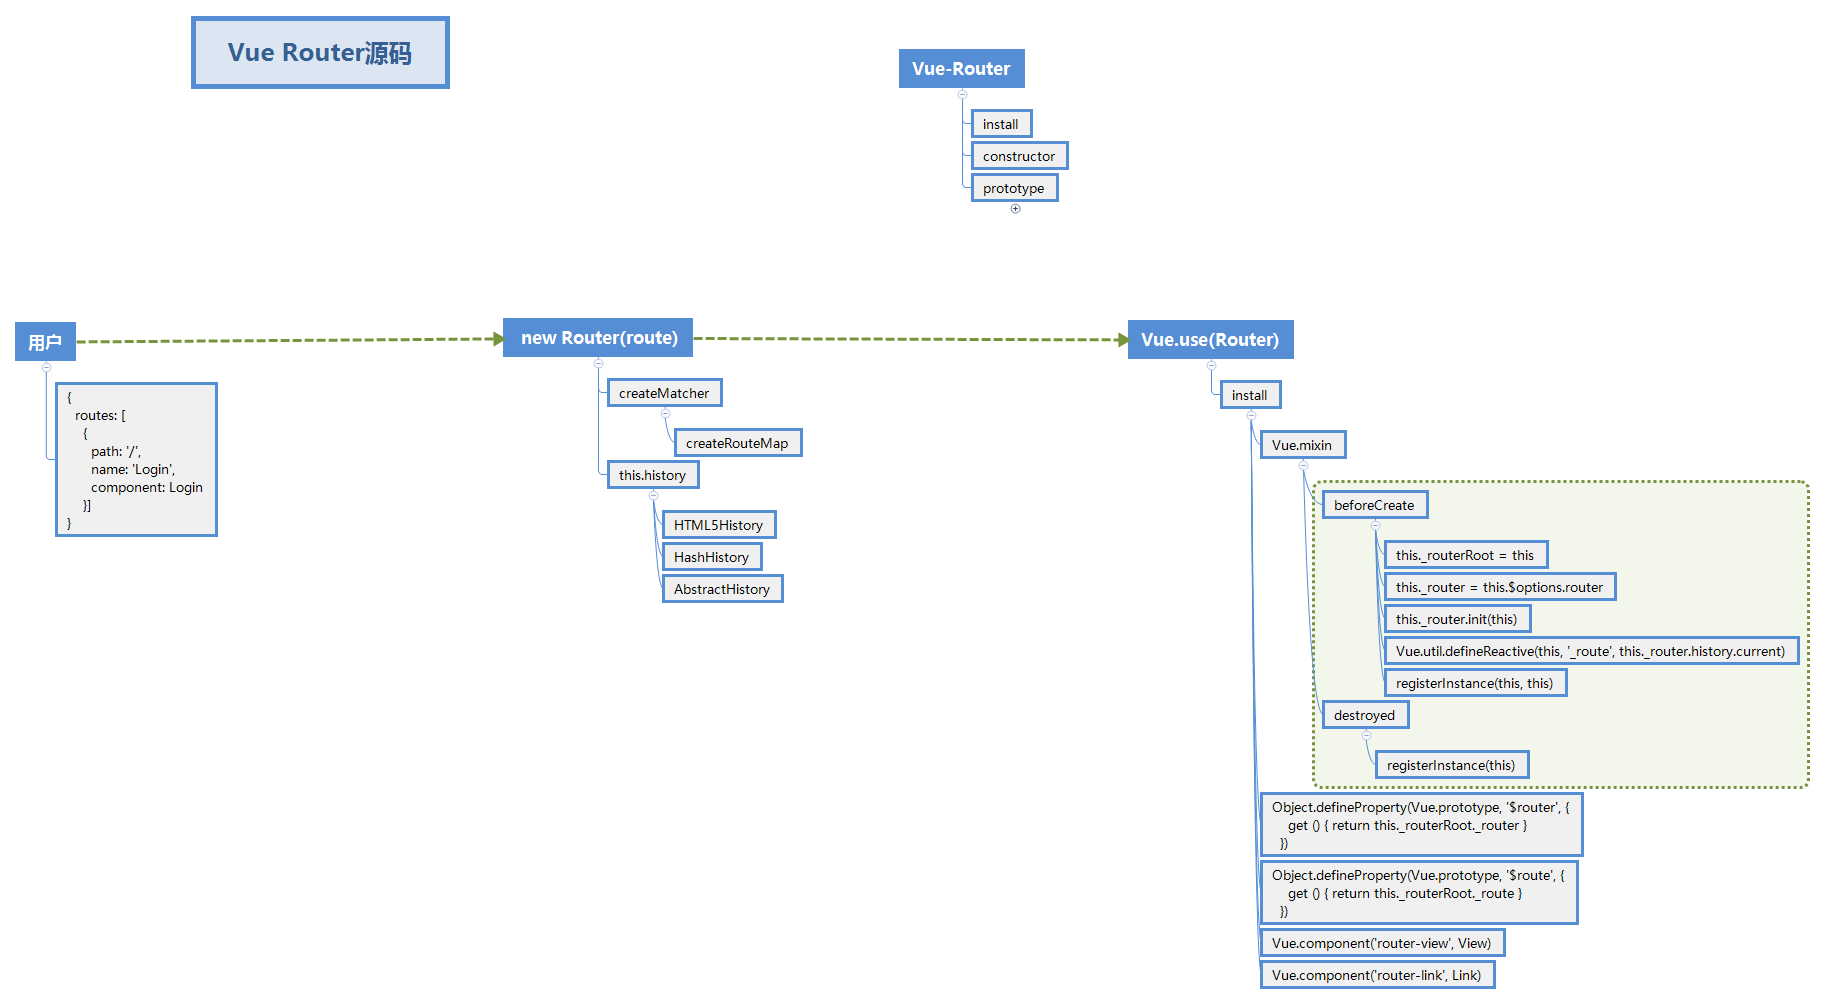 Vue Router源码
Vue-Router
install
constructor
prototype
用户
{
routes: [
{
path: '/',
name: 'Login',
component: Login
}]
}
new Router(route)
createMatcher
createRouteMap
this.history
HTML5History
HashHistory
AbstractHistory
Vue.use(Router)
install
Vue.mixin
beforeCreate
this._routerRoot = this
this._router = this.$options.router
this._router.init(this)
Vue.util.defineReactive(this, '_route', this._router.history.current)
registerInstance(this, this)
destroyed
registerInstance(this)
Object.defineProperty(Vue.prototype, '$router', {
get () { return this._routerRoot._router }
})
Object.defineProperty(Vue.prototype, '$route', {
get () { return this._routerRoot._route }
})
Vue.component('router-view', View)
Vue.component('router-link', Link)